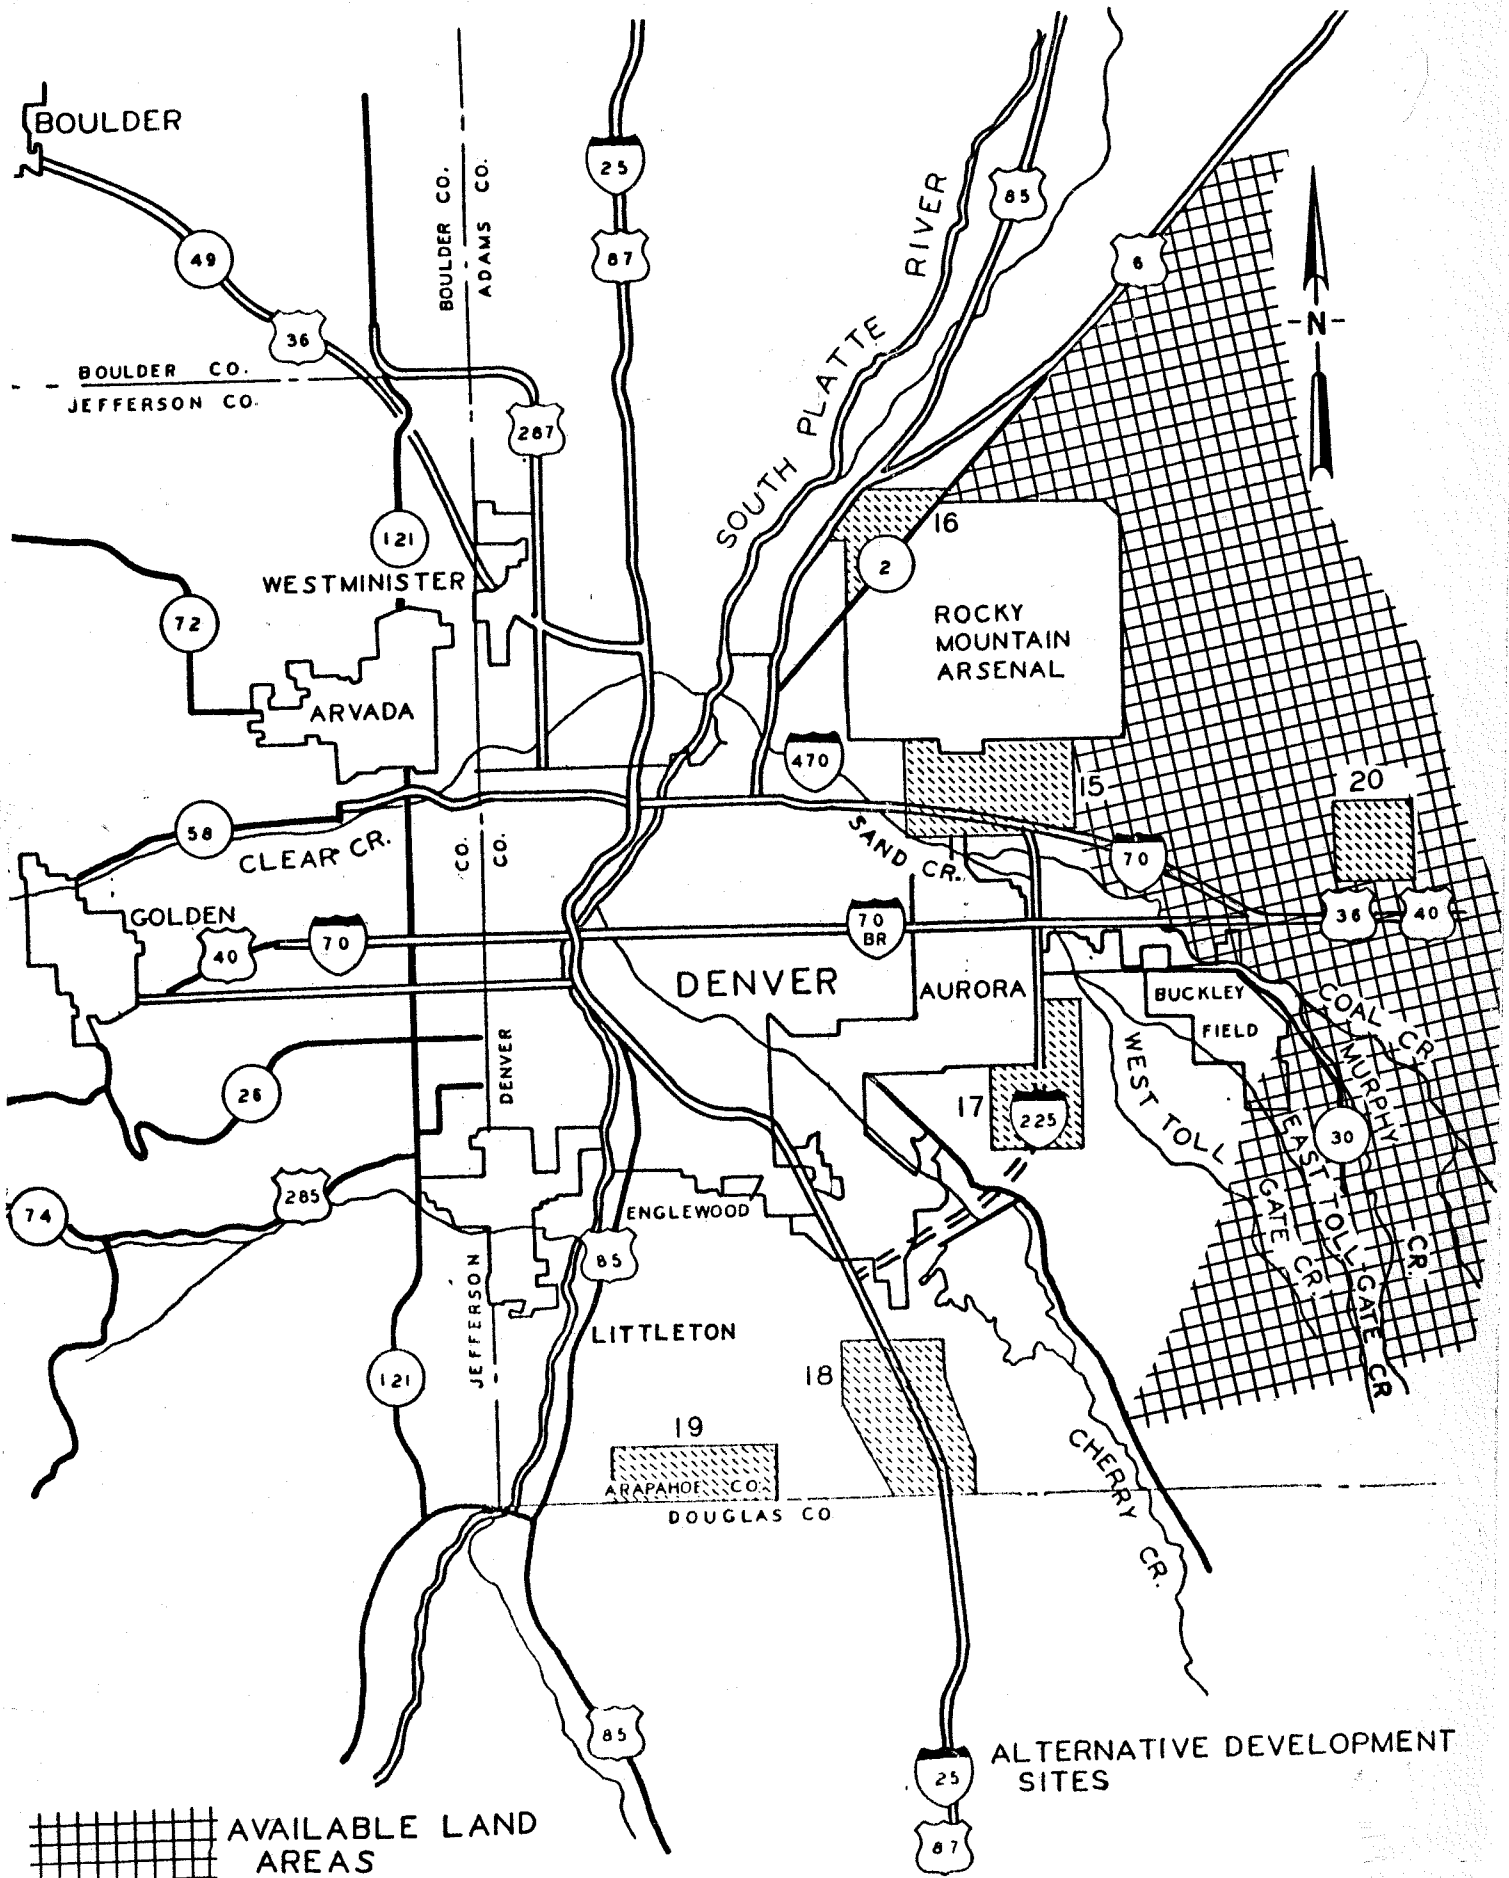 BOULDER
25
BOULDER CO.
ADAMS CO.
87
RIVER
85
6
49
36
N
BOULDER CO.
JEFFERSON CO.
287
SOUTH PLATTE
121
WESTMINISTER
16
2
72
ROCKY
MOUNTAIN
ARSENAL
ARVADA
470
15
20
58
CLEAR CR.
CO.
CO.
SAND CR.
70
GOLDEN
40
70
70
BR
36
40
DENVER
AURORA
BUCKLEY
FIELD
COAL CR.
MURPHY CR.
WEST TOLL GATE CR.
EAST TOLL GATE CR
26
DENVER
17
225
30
74
285
ENGLEWOOD
85
JEFFERSON
LITTLETON
121
18
19
ARAPAHOE CO.
DOUGLAS CO
CHERRY CR.
85
25
87
ALTERNATIVE DEVELOPMENT
SITES
AVAILABLE LAND
AREAS